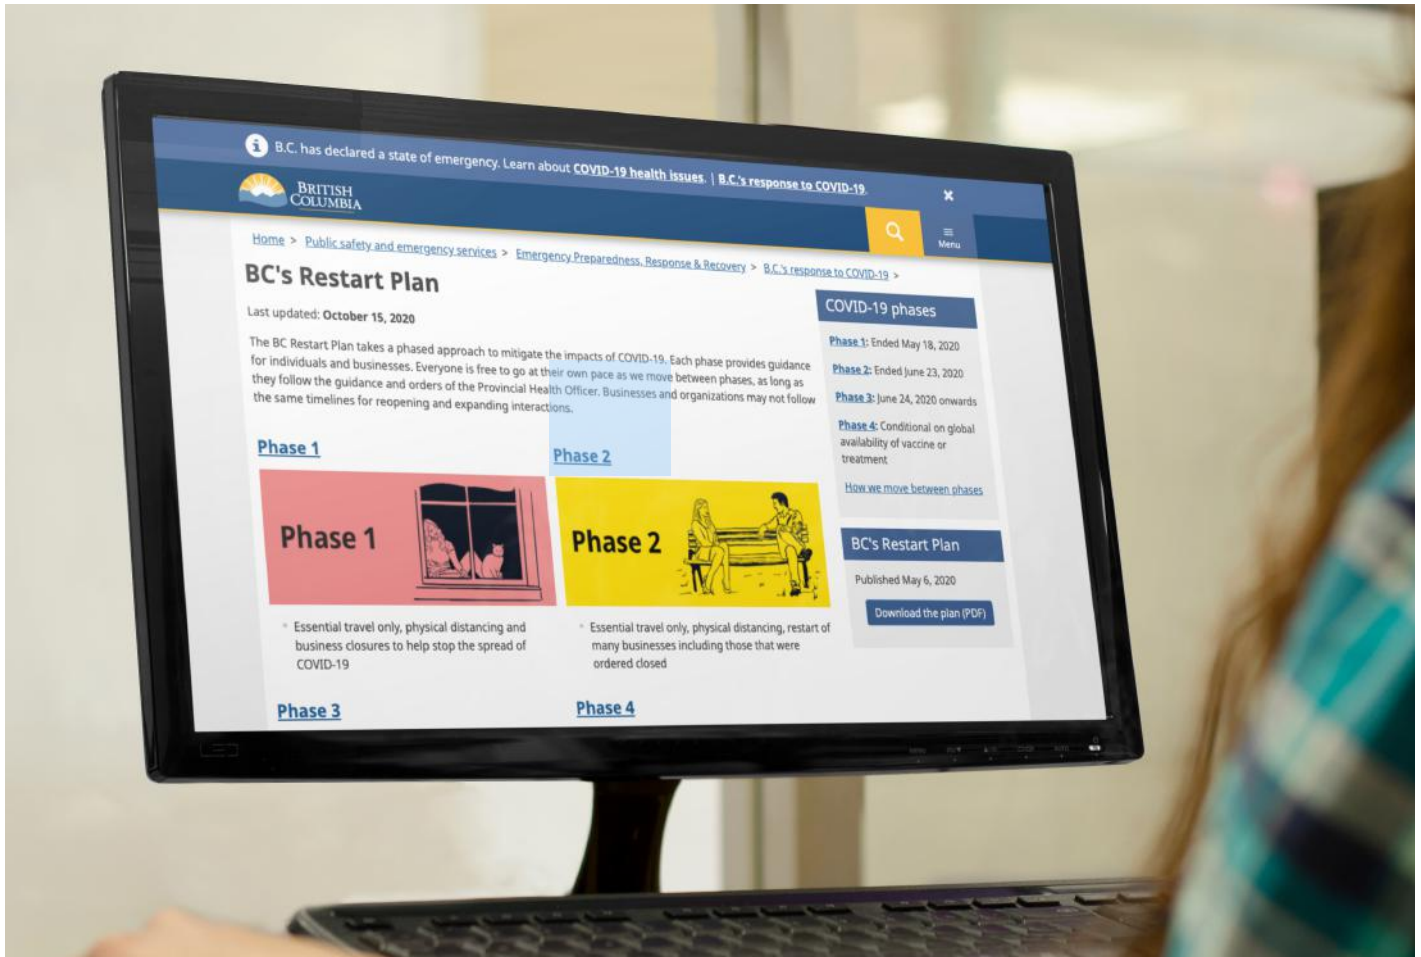 B.C. has declared a state of emergency. Learn about COVID-19 health issues. | B.C.'s response to COVID-19.
BRITISH
COLUMBIA
Menu
Home > Public safety and emergency services > Emergency Preparedness, Response & Recovery > B.C.'s response to COVID-19 >
BC's Restart Plan
Last updated: October 15, 2020
The BC Restart Plan takes a phased approach to mitigate the impacts of COVID-19. Each phase provides guidance
for individuals and businesses. Everyone is free to go at their own pace as we move between phases, as long as
they follow the guidance and orders of the Provincial Health Officer. Businesses and organizations may not follow
the same timelines for reopening and expanding interactions.
Phase 1
Phase 2
Phase 1
Phase 2
Essential travel only, physical distancing and
business closures to help stop the spread of
COVID-19
Essential travel only, physical distancing, restart of
many businesses including those that were
ordered closed
Phase 3
Phase 4
COVID-19 phases
Phase 1: Ended May 18, 2020
Phase 2: Ended June 23, 2020
Phase 3: June 24, 2020 onwards
Phase 4: Conditional on global
availability of vaccine or
treatment
How we move between phases
BC's Restart Plan
Published May 6, 2020
Download the plan (PDF)